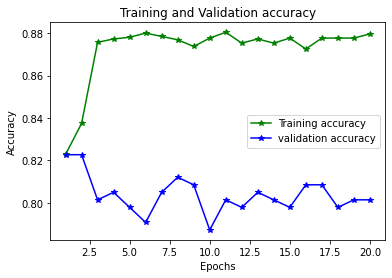 Training and Validation accuracy
Accuracy
0.88
0.86
0.84
0.82
0.80
Training accuracy
validation accuracy
2.5 5.0 7.5 10.0 12.5 15.0 17.5 20.0
Epochs